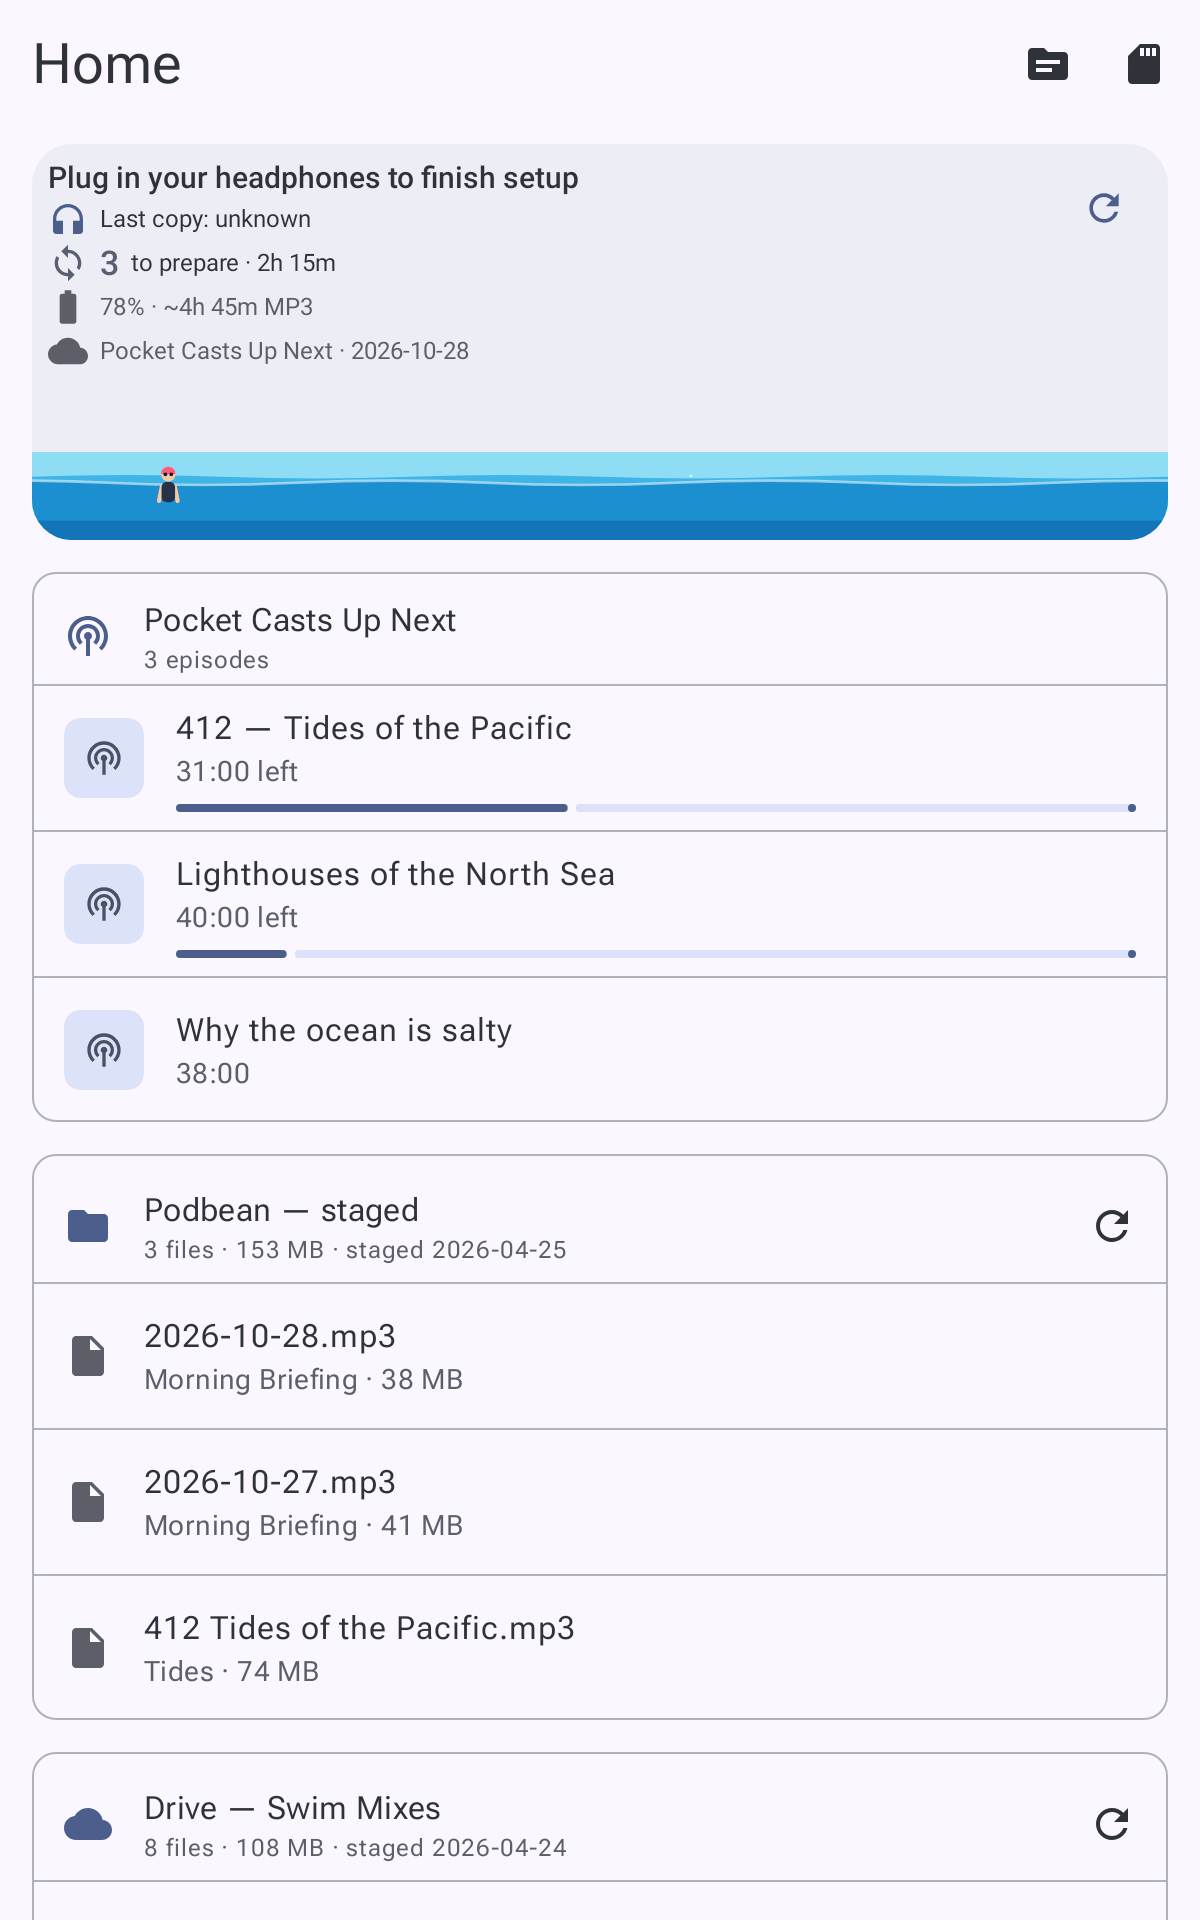 Home
Plug in your headphones to finish setup
Last copy: unknown
3 to prepare · 2h 15m
78% · ~4h 45m MP3
Pocket Casts Up Next · 2026-10-28
Pocket Casts Up Next
3 episodes
412 — Tides of the Pacific
31:00 left
Lighthouses of the North Sea
40:00 left
Why the ocean is salty
38:00
Podbean — staged
3 files · 153 MB · staged 2026-04-25
2026-10-28.mp3
Morning Briefing · 38 MB
2026-10-27.mp3
Morning Briefing · 41 MB
412 Tides of the Pacific.mp3
Tides · 74 MB
Drive — Swim Mixes
8 files · 108 MB · staged 2026-04-24